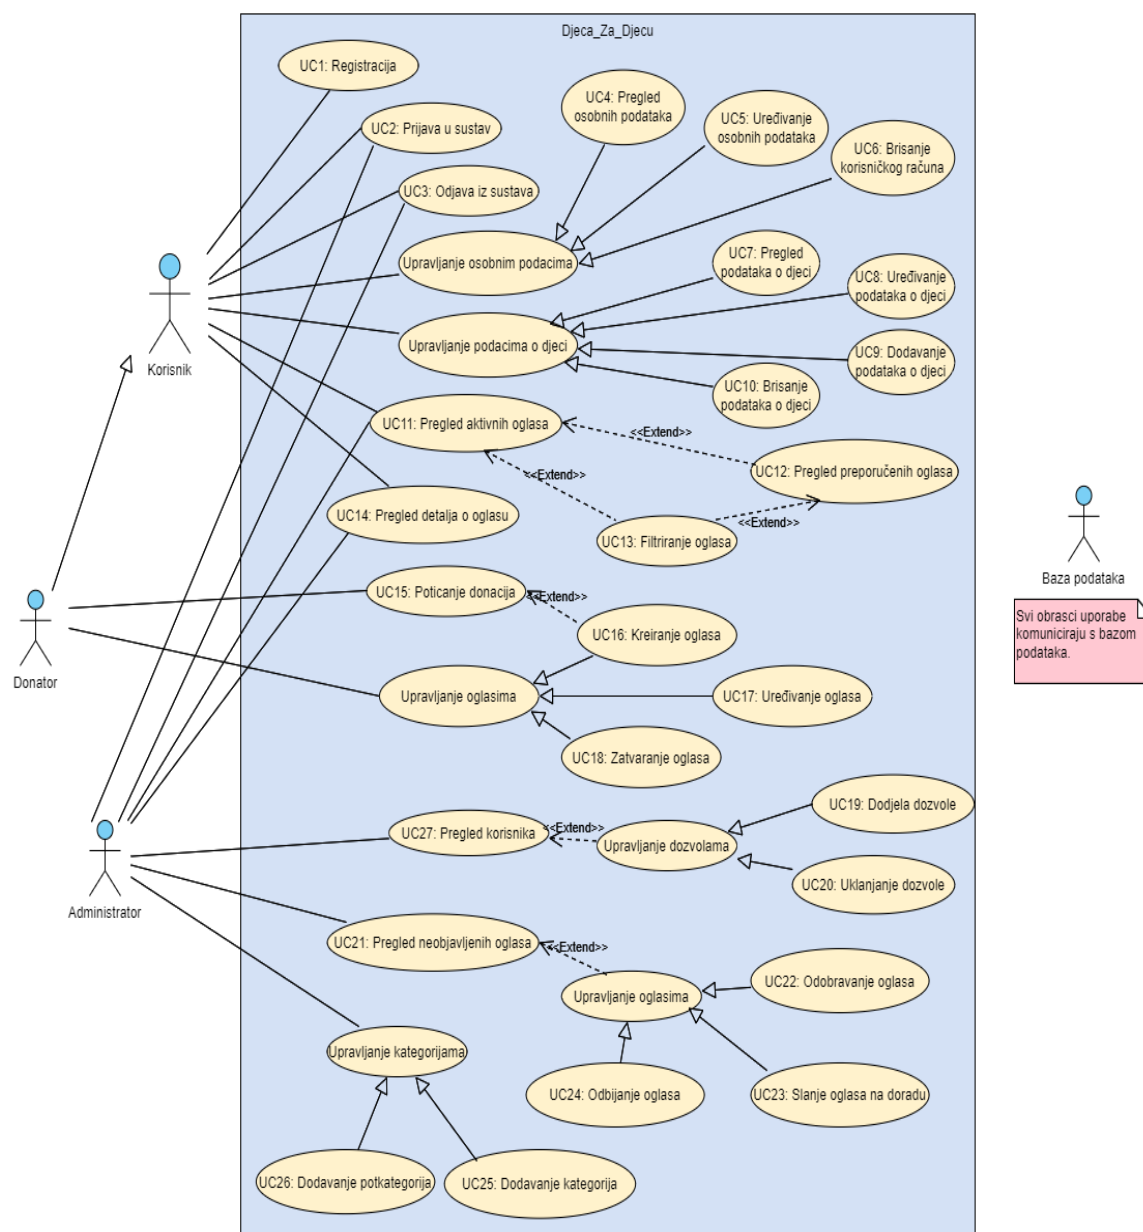 Djeca_Za_Djecu
UC1: Registracija
UC4: Pregled
osobnih podataka
UC5: Uređivanje
osobnih podataka
UC2: Prijava u sustav
UC6: Brisanje
korisničkog računa
UC3: Odjava iz sustava
Upravljanje osobnim podacima
UC7: Pregled
podataka o djeci
UC8: Uređivanje
podataka o djeci
Korisnik
Upravljanje podacima o djeci
UC9: Dodavanje
podataka o djeci
UC10: Brisanje
podataka o djeci
UC11: Pregled aktivnih oglasa
<<Extend>>
UC12: Pregled preporučenih oglasa
<<Extend>>
UC14: Pregled detalja o oglasu
<<Extend>>
UC13: Filtriranje oglasa
Baza podataka
Svi obrasci uporabe
komuniciraju s bazom
podataka.
UC15: Poticanje donacija
<<Extend>>
UC16: Kreiranje oglasa
Donator
Upravljanje oglasima
UC17: Uređivanje oglasa
UC18: Zatvaranje oglasa
UC19: Dodjela dozvole
UC27: Pregled korisnika
<<Extend>>
Upravljanje dozvolama
UC20: Uklanjanje dozvole
Administrator
UC21: Pregled neobjavljenih oglasa
<<Extend>>
UC22: Odobravanje oglasa
Upravljanje oglasima
Upravljanje kategorijama
UC24: Odbijanje oglasa
UC23: Slanje oglasa na doradu
UC26: Dodavanje potkategorija
UC25: Dodavanje kategorija